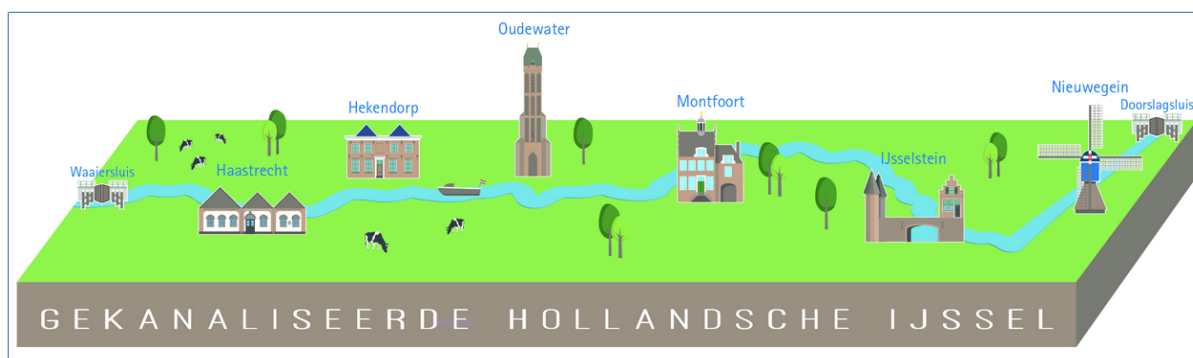 Oudewater
Hekendorp
Montfoort
Nieuwegein
Doorslagsluis
Waaiersluis
Haastrecht
IJsselstein
GEKANALISEERDE HOLLANDSCHE IJSSEL